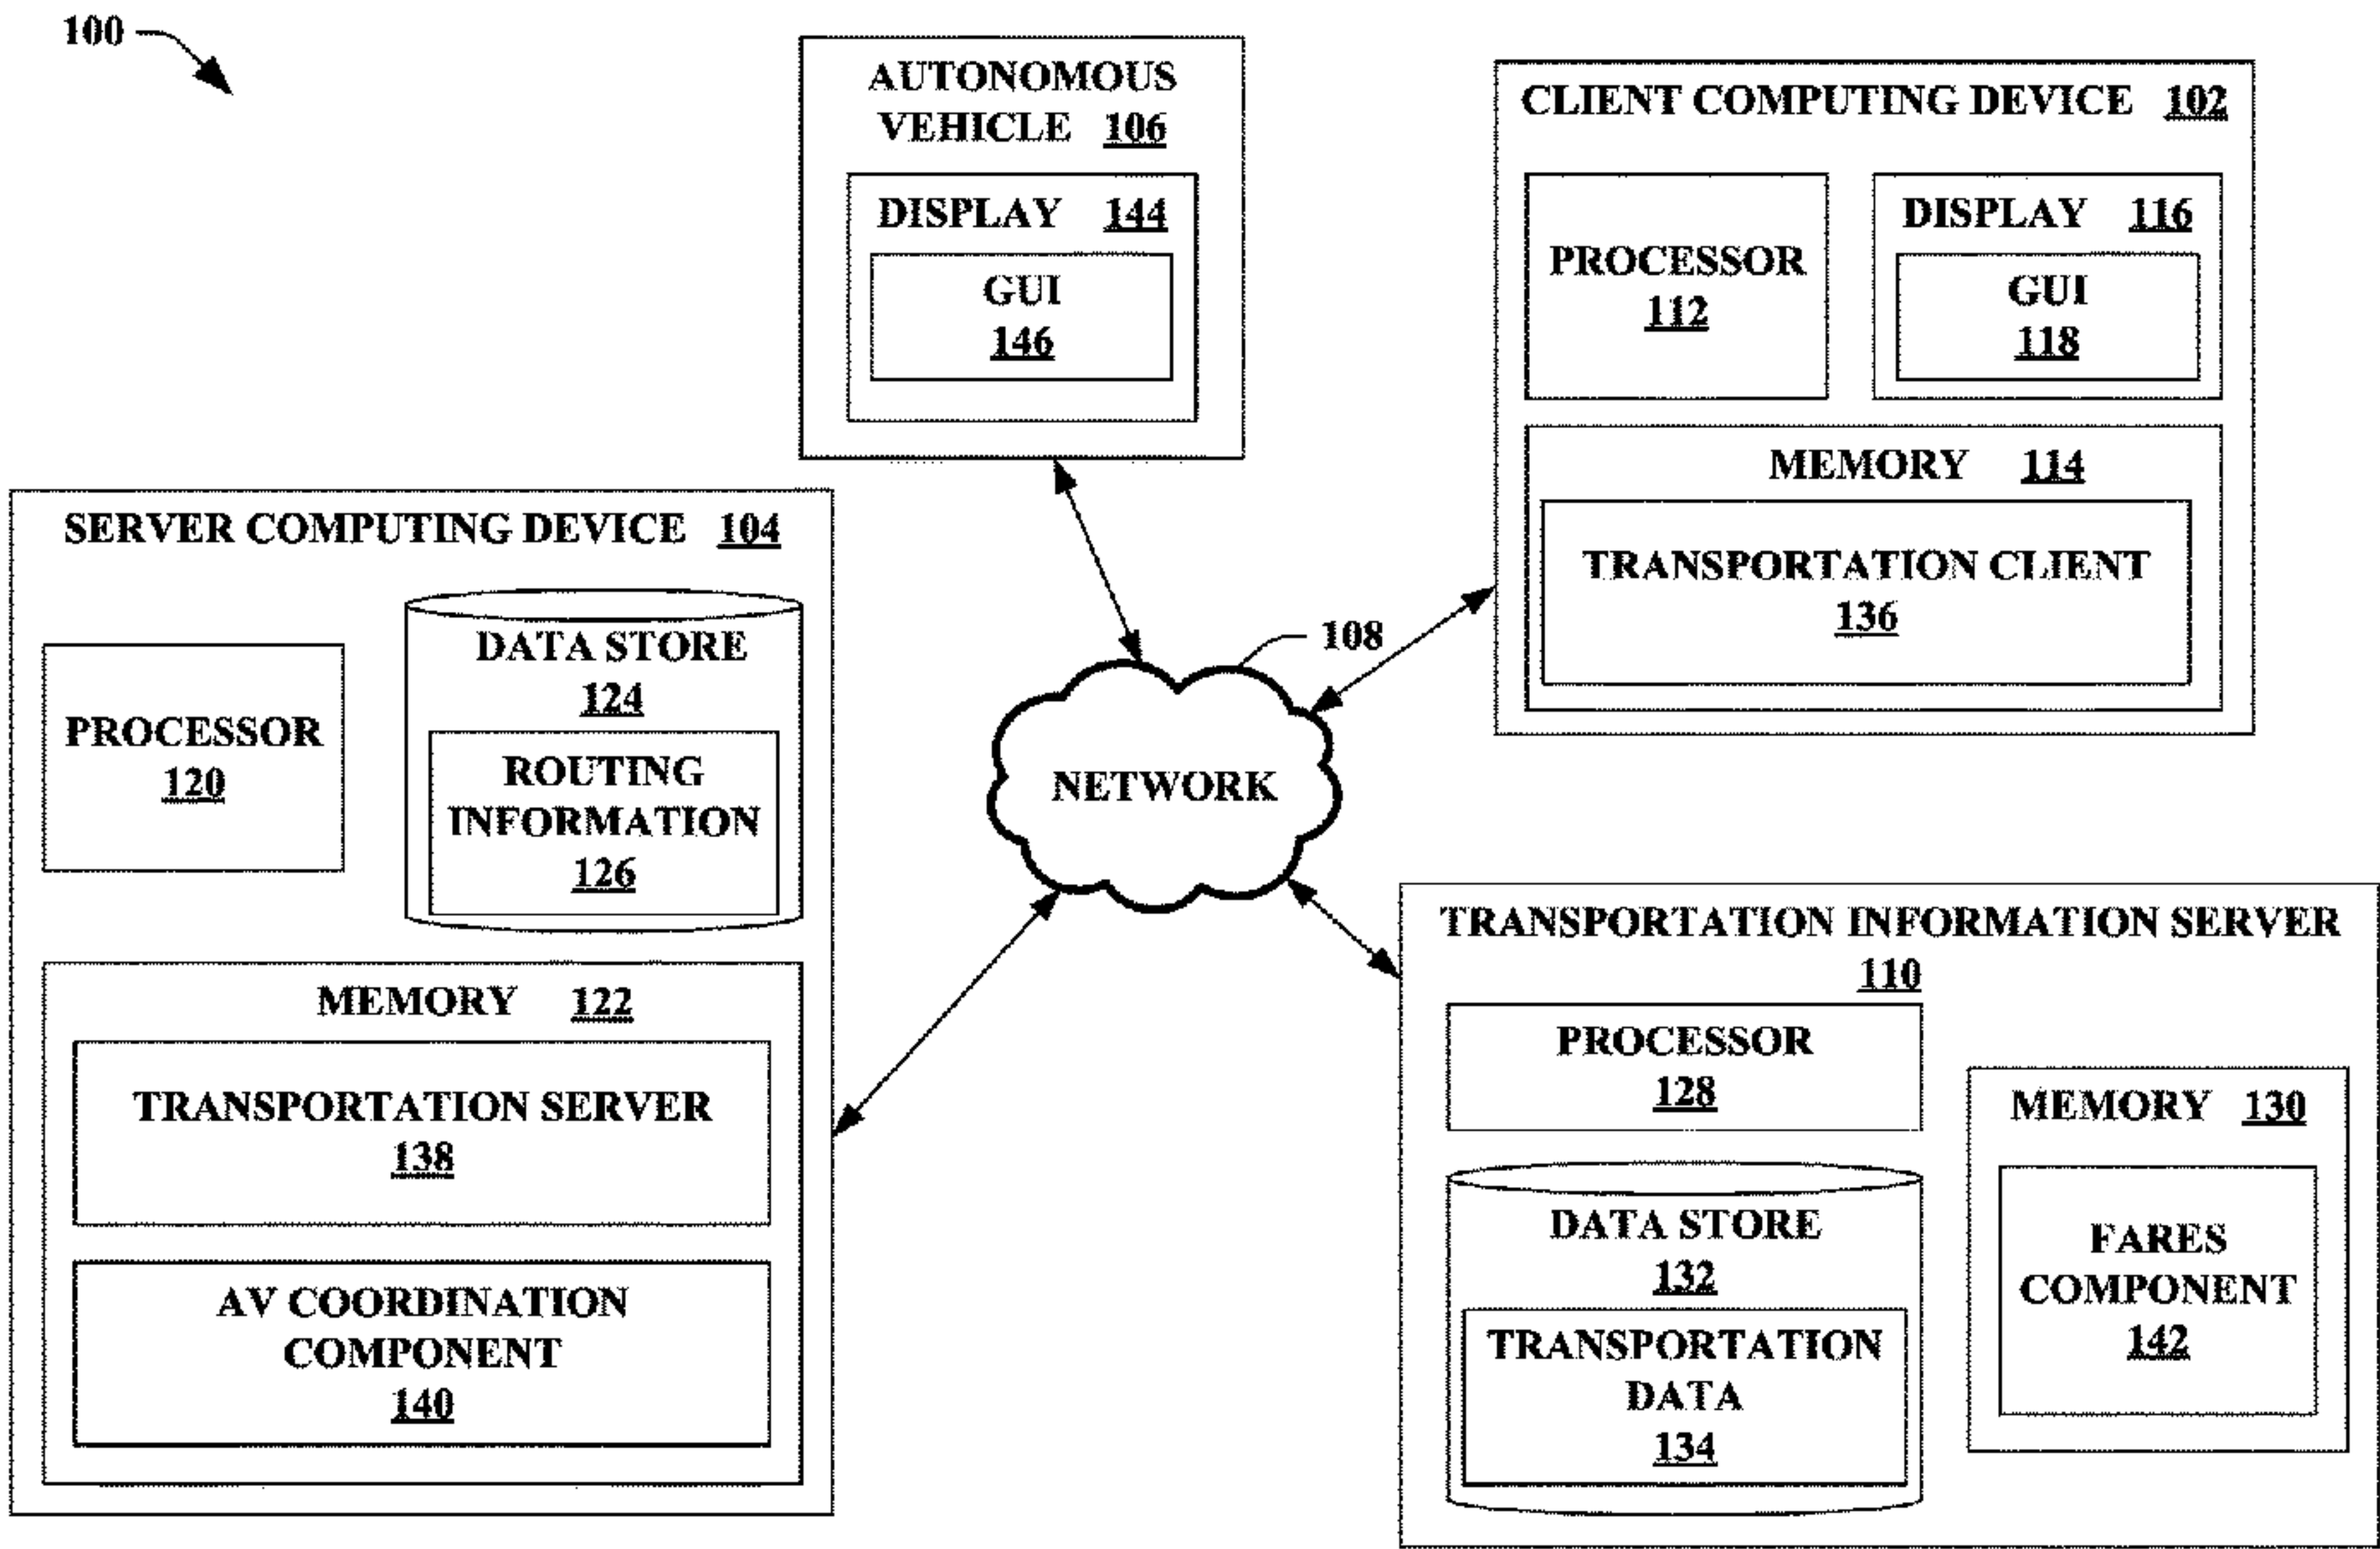 100
AUTONOMOUS
VEHICLE 106
DISPLAY 144
GUI
146
CLIENT COMPUTING DEVICE 102
PROCESSOR
112
DISPLAY 116
GUI
118
MEMORY 114
TRANSPORTATION CLIENT
136
SERVER COMPUTING DEVICE 104
PROCESSOR
120
DATA STORE
124
ROUTING
INFORMATION
126
MEMORY 122
TRANSPORTATION SERVER
138
AV COORDINATION
COMPONENT
140
108
NETWORK
TRANSPORTATION INFORMATION SERVER
110
PROCESSOR
128
DATA STORE
132
TRANSPORTATION
DATA
134
MEMORY 130
FARES
COMPONENT
142